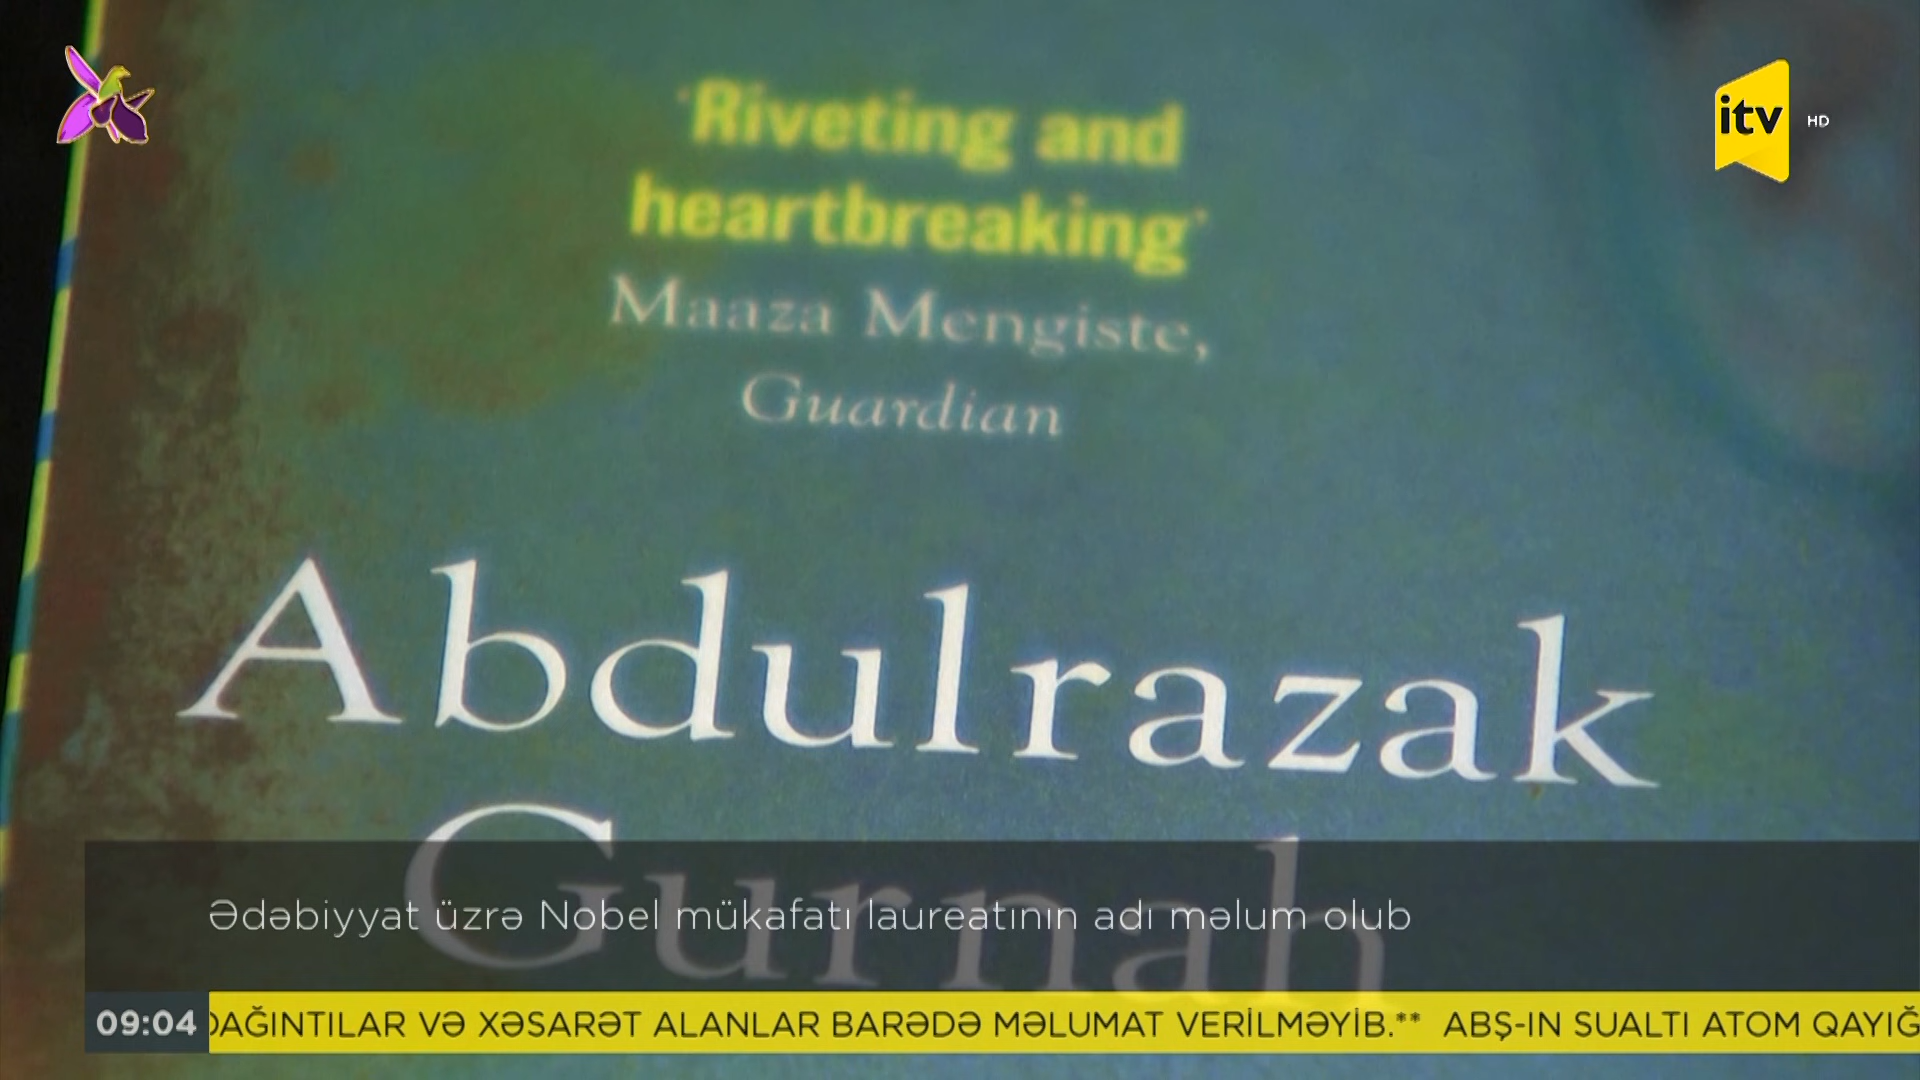 itv HD
'Riveting and
heartbreaking'
Maaza Mengiste,
Guardian
Abdulrazak
Gurnah
Ədəbiyyat üzrə Nobel mükafatı laureatının adı məlum olub
09:04 DAĞINTILAR VƏ XƏSARƏT ALANLAR BARƏDƏ MƏLUMAT VERİLMƏYİB.** ABŞ-IN SUALTI ATOM QAYIĞ